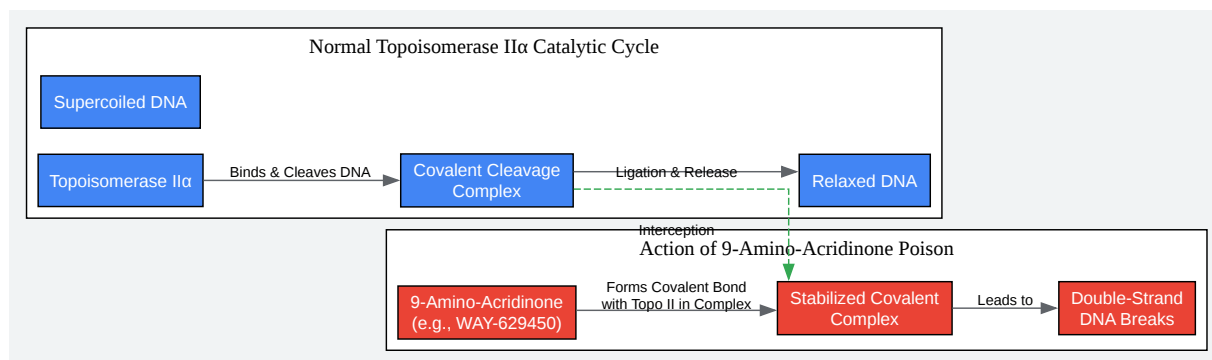 Normal Topoisomerase IIα Catalytic Cycle
Supercoiled DNA
Topoisomerase IIα
Binds & Cleaves DNA
Covalent Cleavage
Complex
Ligation & Release
Relaxed DNA
Interception
Action of 9-Amino-Acridinone Poison
9-Amino-Acridinone
(e.g., WAY-629450)
Forms Covalent Bond
with Topo II in Complex
Stabilized Covalent
Complex
Leads to
Double-Strand
DNA Breaks